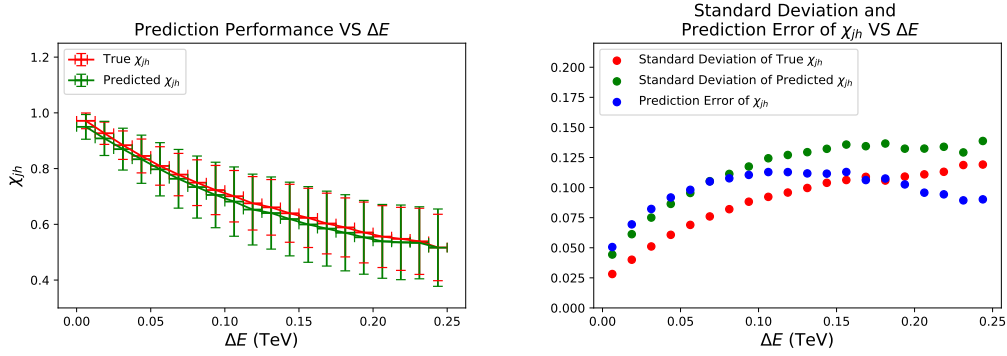 Prediction Performance VS ΔE
1.2
1.0
0.8
0.6
0.4
χjh
True χjh
Predicted χjh
0.00 0.05 0.10 0.15 0.20 0.25
ΔE (TeV)
Standard Deviation and
Prediction Error of χjh VS ΔE
0.200
0.175
0.150
0.125
0.100
0.075
0.050
0.025
0.000
Standard Deviation of True χjh
Standard Deviation of Predicted χjh
Prediction Error of χjh
0.00 0.05 0.10 0.15 0.20 0.25
ΔE (TeV)